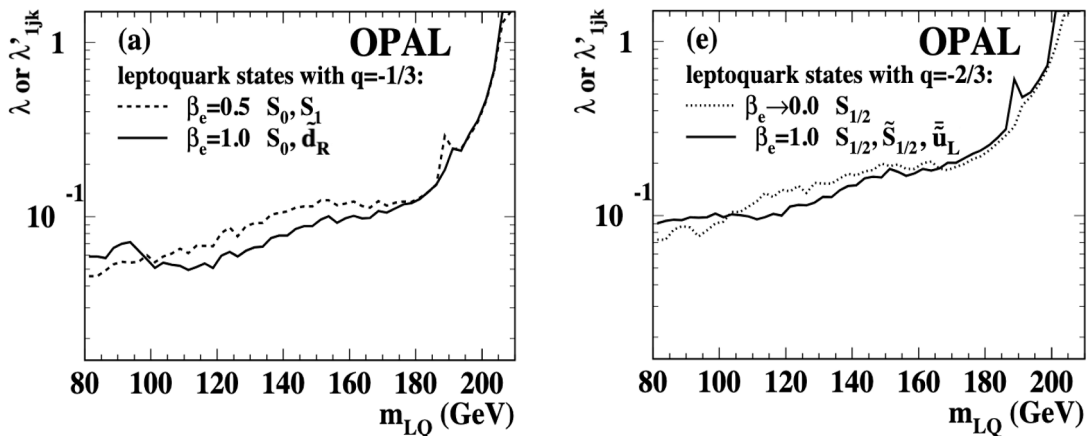 λ or λ'1jk
1
10-1
(a)
OPAL
leptoquark states with q=-1/3:
βe=0.5 S0, S1
βe=1.0 S0, d̃R
80 100 120 140 160 180 200
mLQ (GeV)
λ or λ'1jk
1
10-1
(e)
OPAL
leptoquark states with q=-2/3:
βe→0.0 S1/2
βe=1.0 S1/2, S̃1/2, ũ̄L
80 100 120 140 160 180 200
mLQ (GeV)